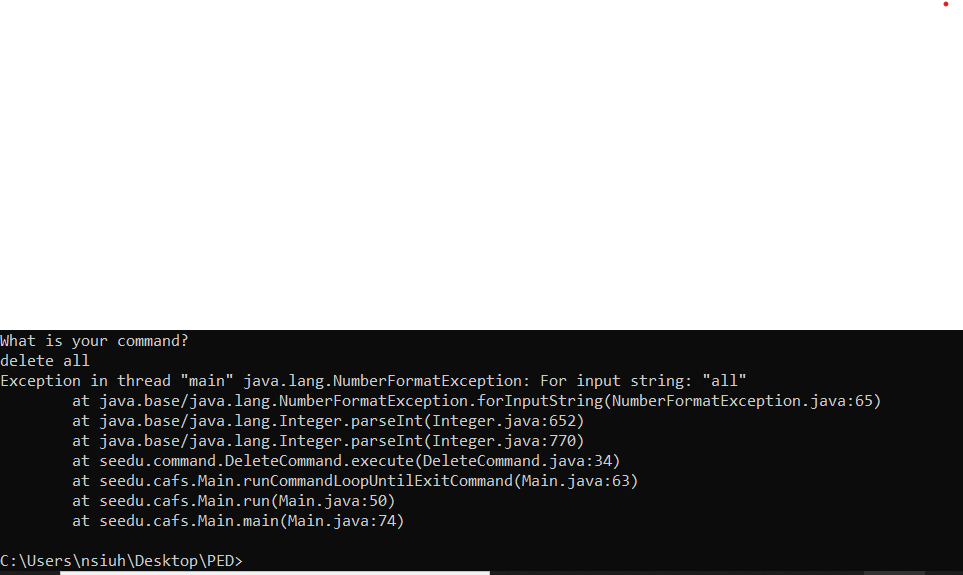 What is your command?
delete all
Exception in thread "main" java.lang.NumberFormatException: For input string: "all"
        at java.base/java.lang.NumberFormatException.forInputString(NumberFormatException.java:65)
        at java.base/java.lang.Integer.parseInt(Integer.java:652)
        at java.base/java.lang.Integer.parseInt(Integer.java:770)
        at seedu.command.DeleteCommand.execute(DeleteCommand.java:34)
        at seedu.cafs.Main.runCommandLoopUntilExitCommand(Main.java:63)
        at seedu.cafs.Main.run(Main.java:50)
        at seedu.cafs.Main.main(Main.java:74)
C:\Users\nsiuh\Desktop\PED>